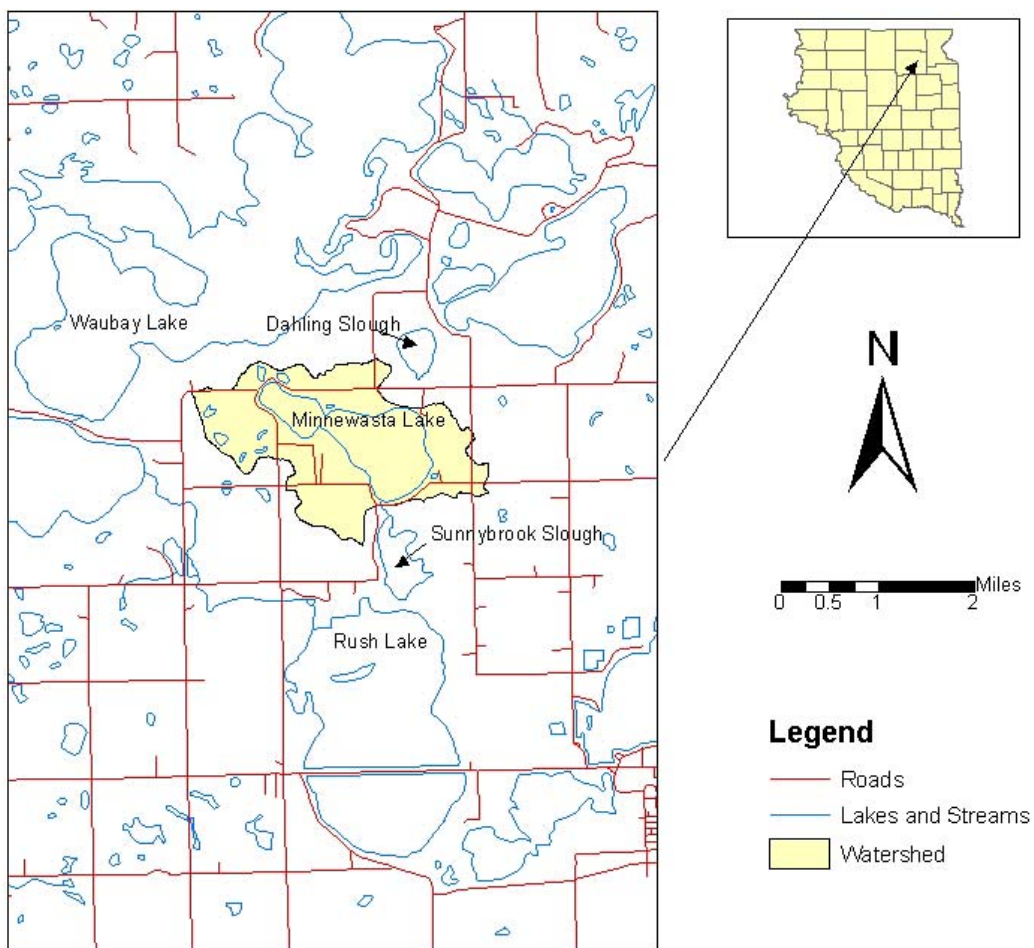 Waubay Lake
Dahling Slough
Minnewasta Lake
Sunnybrook Slough
Rush Lake
N
0 0.5 1 2 Miles
Legend
Roads
Lakes and Streams
Watershed